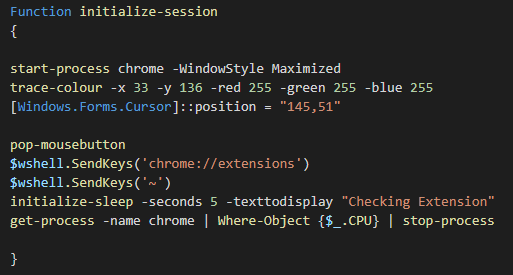 Function initialize-session
{
start-process chrome -WindowStyle Maximized
trace-colour -x 33 -y 136 -red 255 -green 255 -blue 255
[Windows.Forms.Cursor]::position = "145,51"
pop-mousebutton
$wshell.SendKeys('chrome://extensions')
$wshell.SendKeys('~')
initialize-sleep -seconds 5 -texttodisplay "Checking Extension"
get-process -name chrome | Where-Object {$_.CPU} | stop-process
}